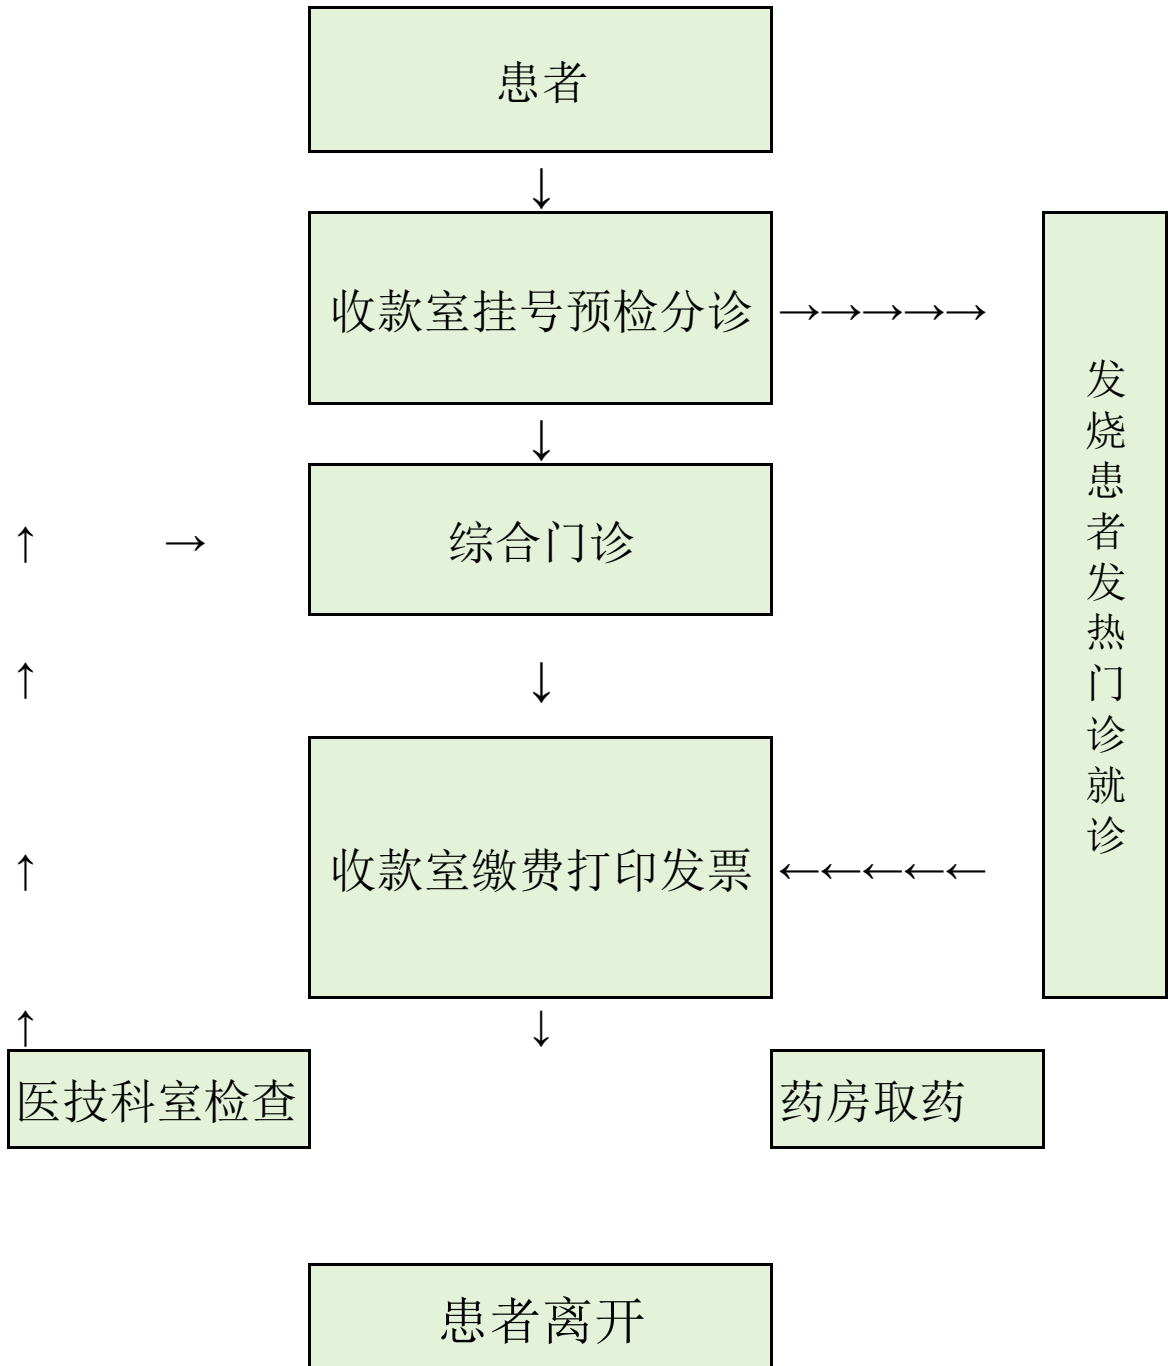 患者
↓
收款室挂号预检分诊 →→→→→
↓
综合门诊
↑ →
↑ ↓
收款室缴费打印发票 ←←←←←
↑
↑ ↓
发烧患者发热门诊就诊
医技科室检查
药房取药
患者离开